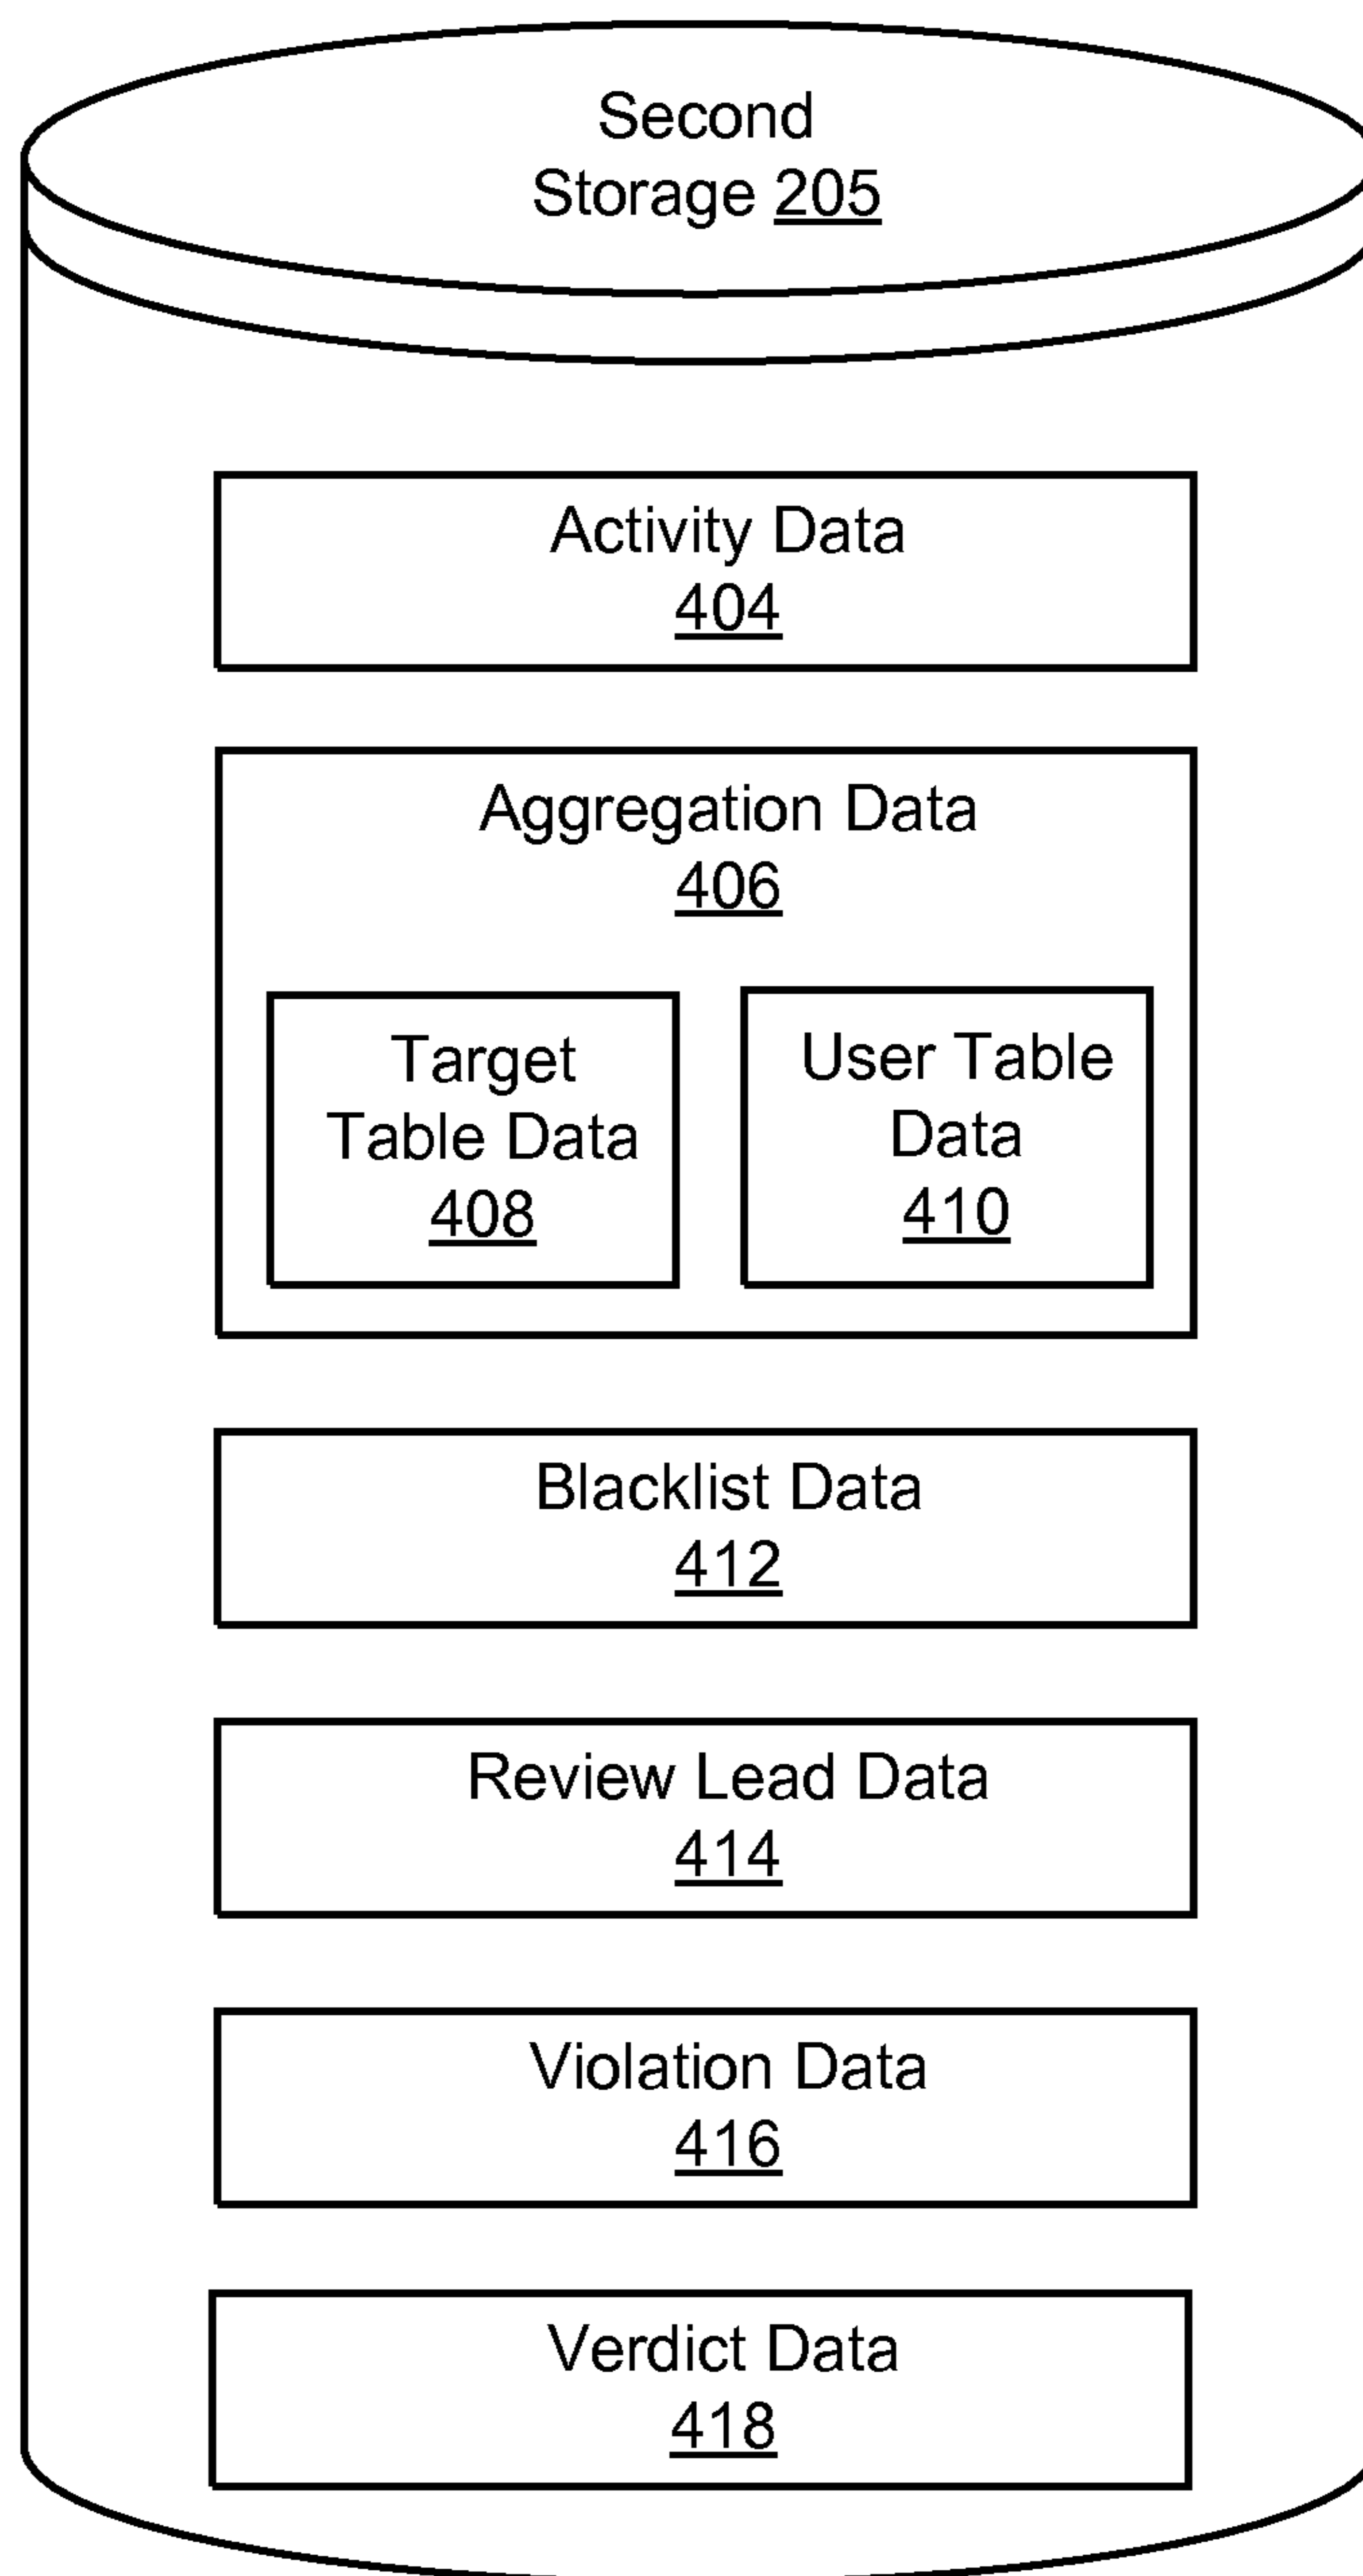 Second
Storage 205
Activity Data
404
Aggregation Data
406
Target
Table Data
408
User Table
Data
410
Blacklist Data
412
Review Lead Data
414
Violation Data
416
Verdict Data
418